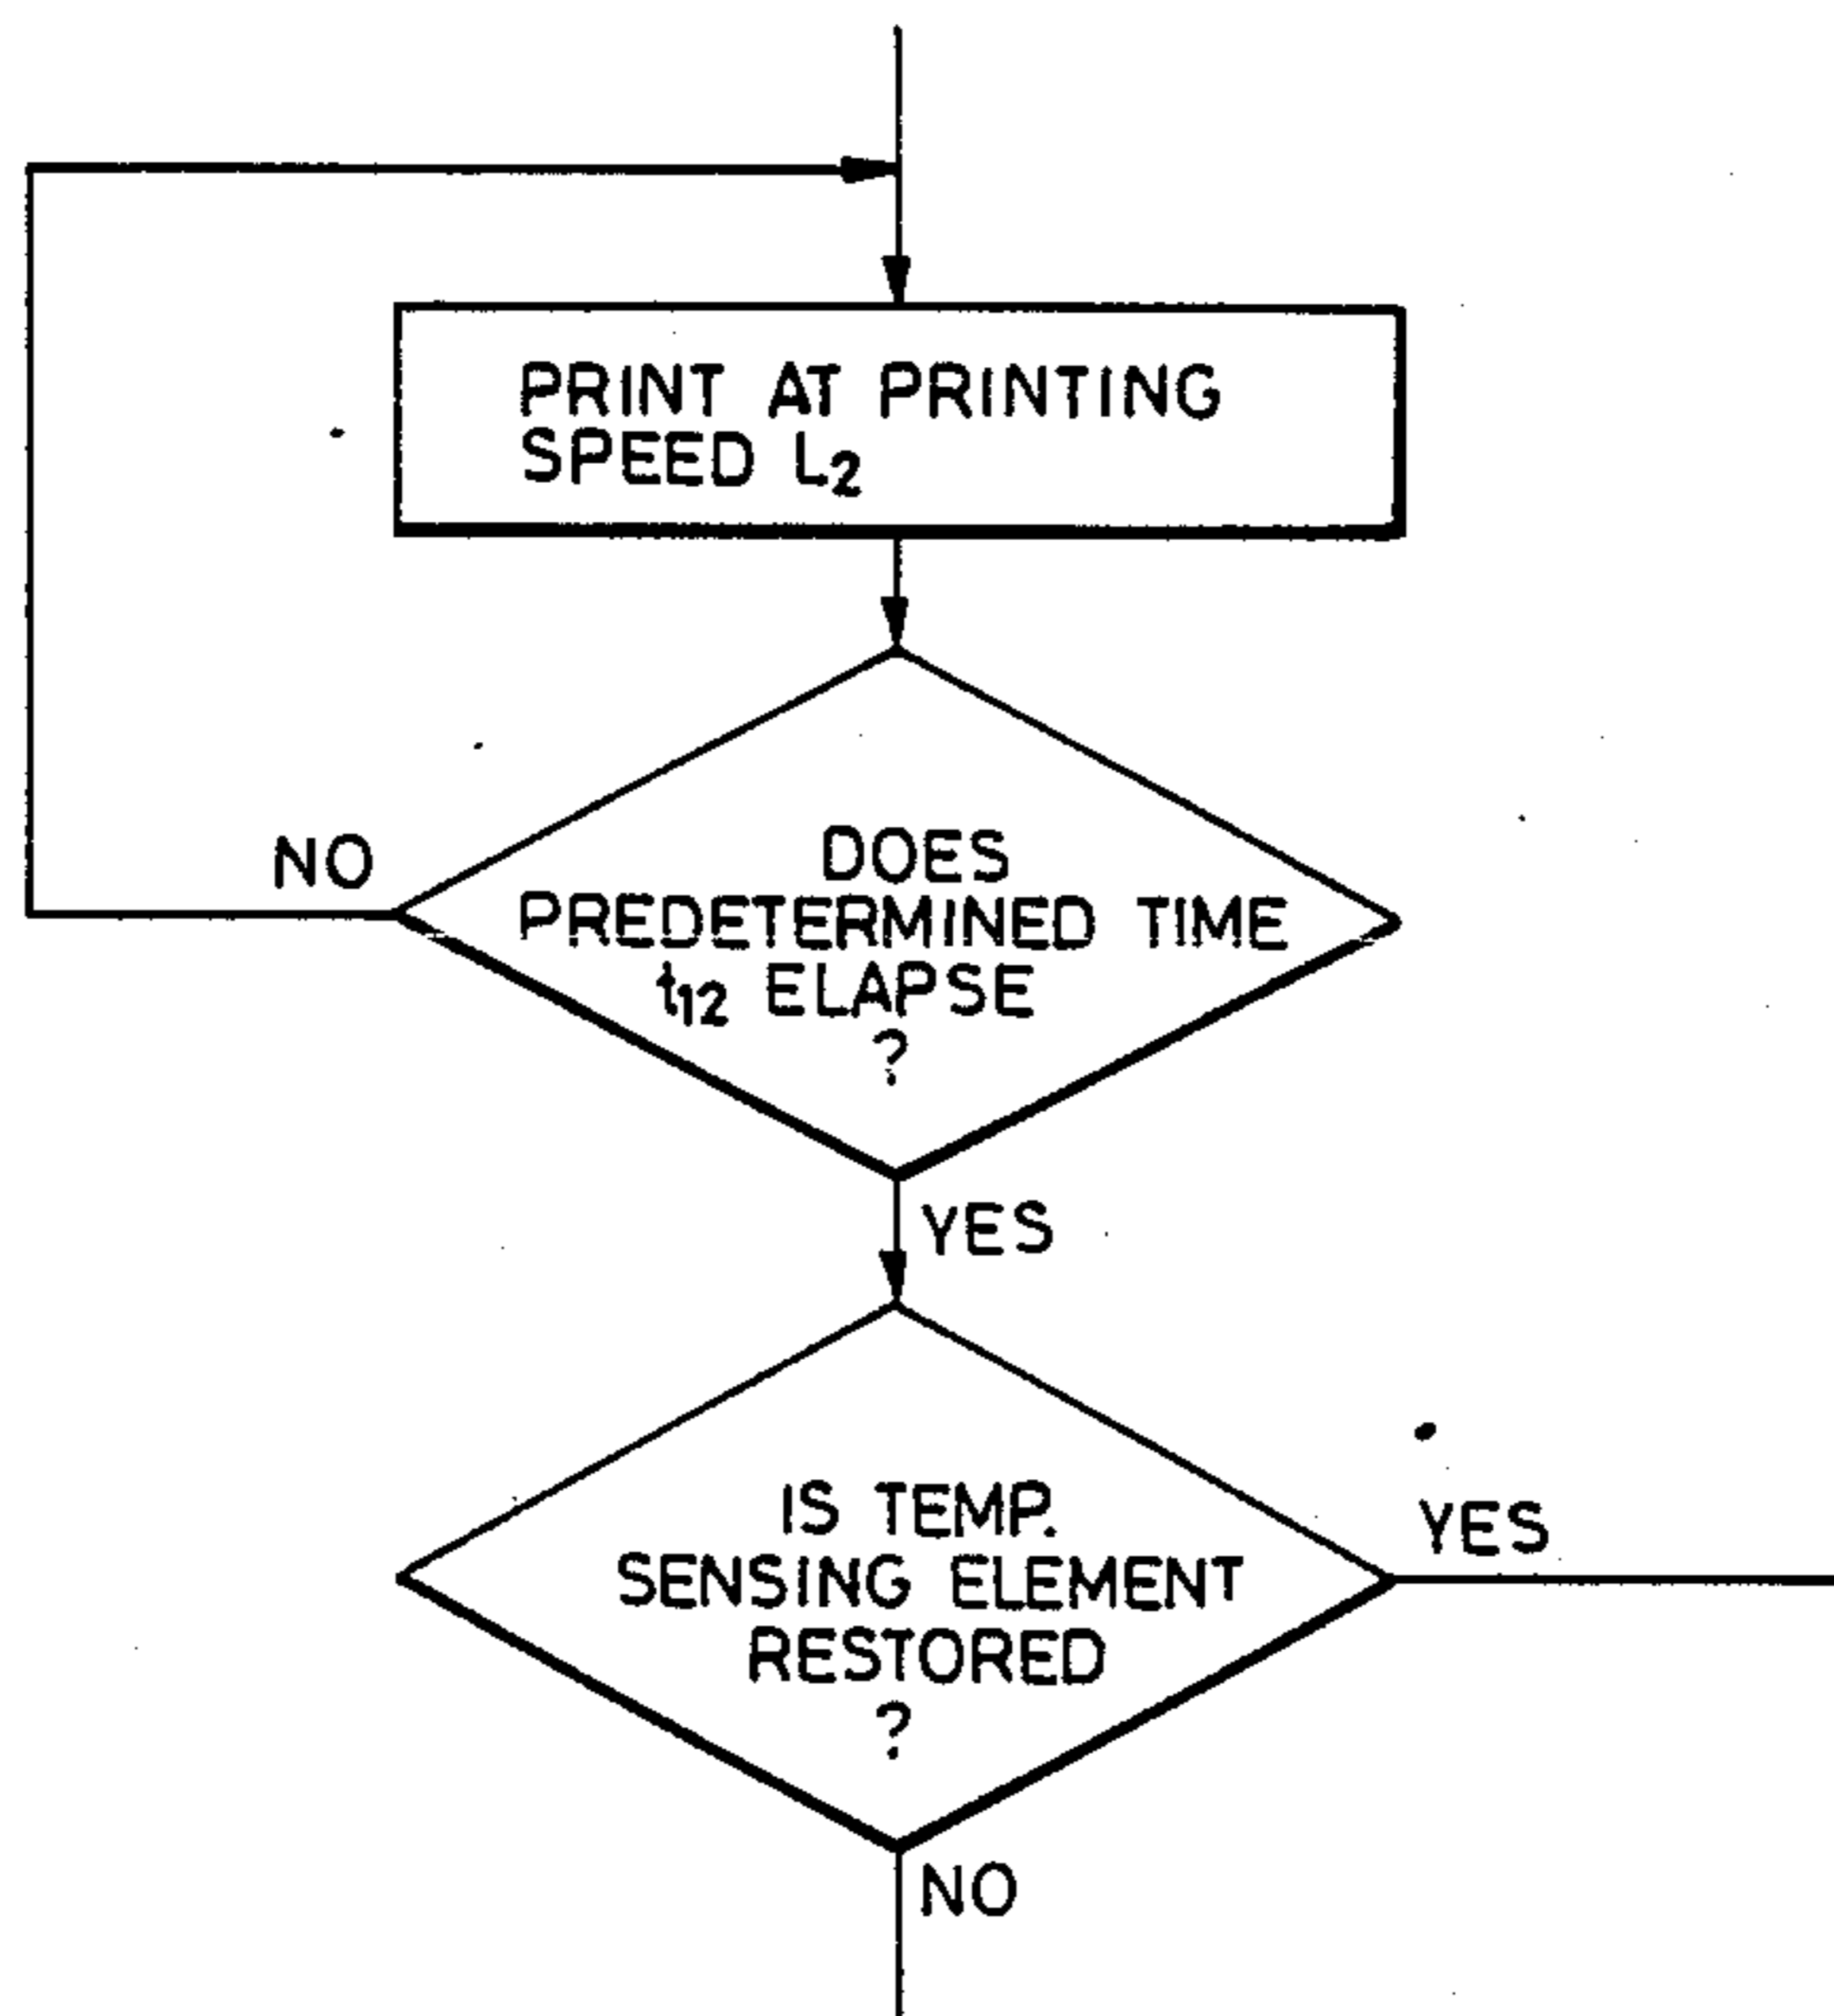 PRINT AT PRINTING
SPEED L₂
NO
DOES
PREDETERMINED TIME
t₁₂ ELAPSE
?
YES
IS TEMP.
SENSING ELEMENT
RESTORED
?
YES
NO